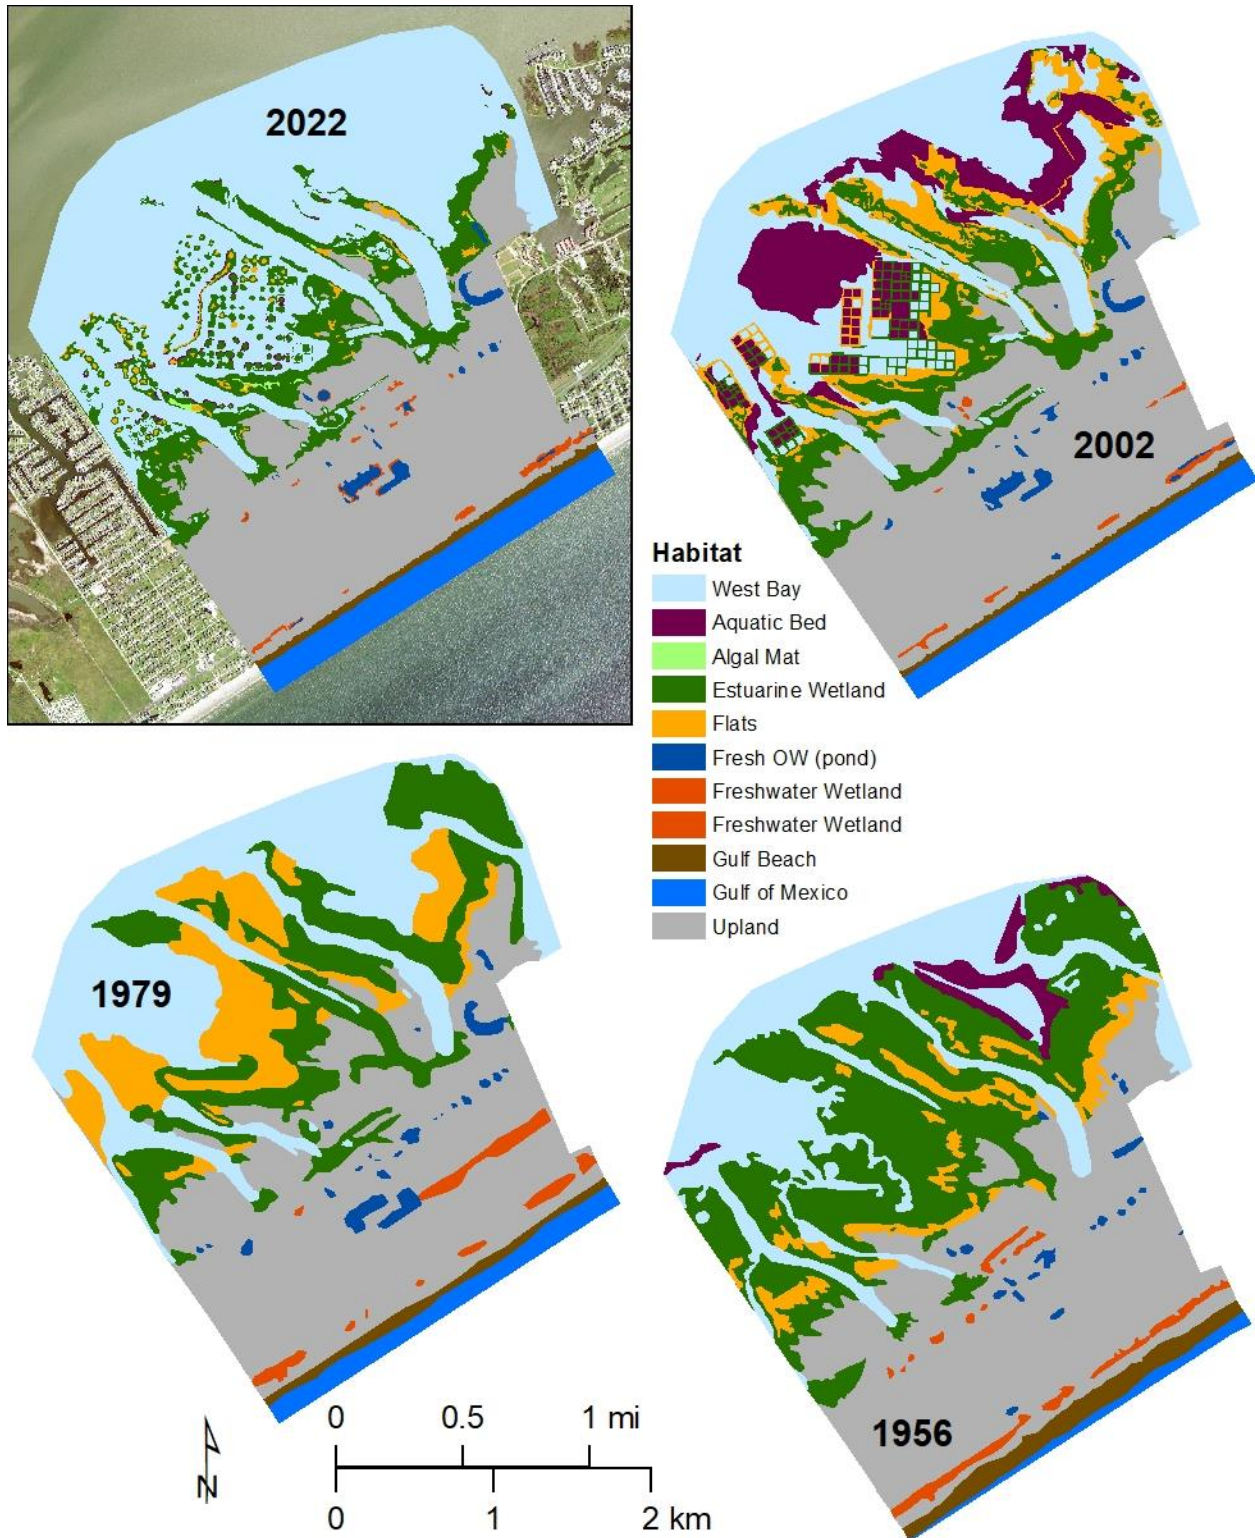 2022
2002
Habitat
West Bay
Aquatic Bed
Algal Mat
Estuarine Wetland
Flats
Fresh OW (pond)
Freshwater Wetland
Freshwater Wetland
Gulf Beach
Gulf of Mexico
Upland
1979
1956
0 0.5 1 mi
0 1 2 km
N